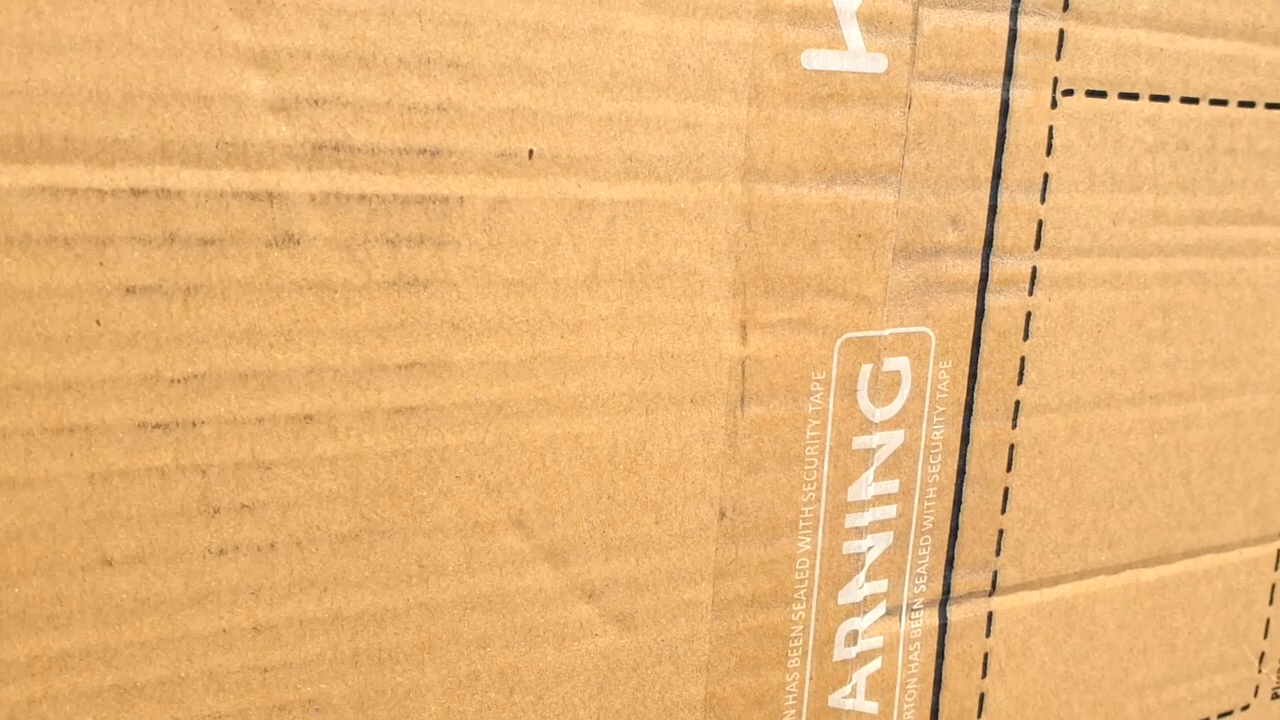 N HAS BEEN SEALED WITH SECURITY TAPE
ARNING
RTON HAS BEEN SEALED WITH SECURITY TAPE